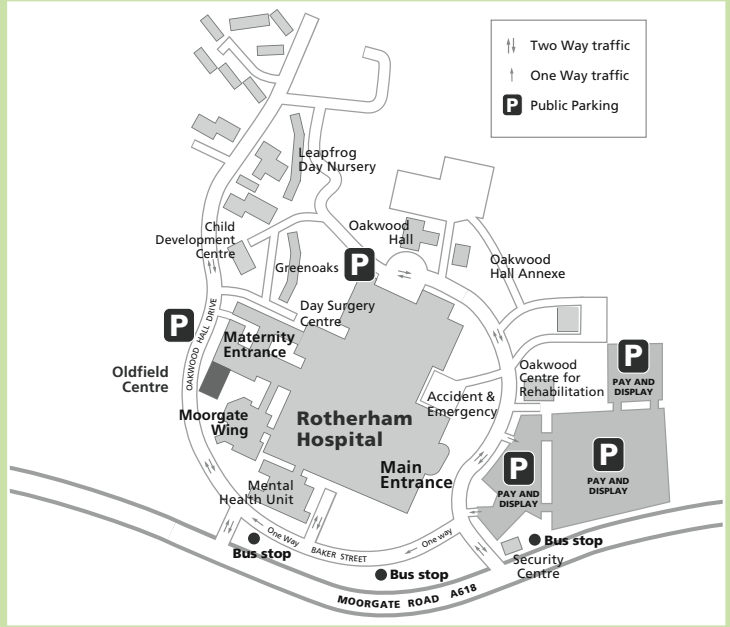 Two Way traffic
One Way traffic
P Public Parking
Leapfrog
Day Nursery
Oakwood
Hall
Child
Development
Centre
Greenoaks
P
Oakwood
Hall Annexe
Day Surgery
Centre
P
OAKWOOD HALL DRIVE
Maternity
Entrance
Oldfield
Centre
Oakwood
Centre for
Rehabilitation
P
PAY AND
DISPLAY
Accident &
Emergency
Moorgate
Wing
Rotherham
Hospital
Main
Entrance
P
PAY AND
DISPLAY
P
PAY AND
DISPLAY
Mental
Health Unit
One Way
BAKER STREET
One way
Bus stop
Bus stop
Bus stop
Security
Centre
MOORGATE ROAD A618